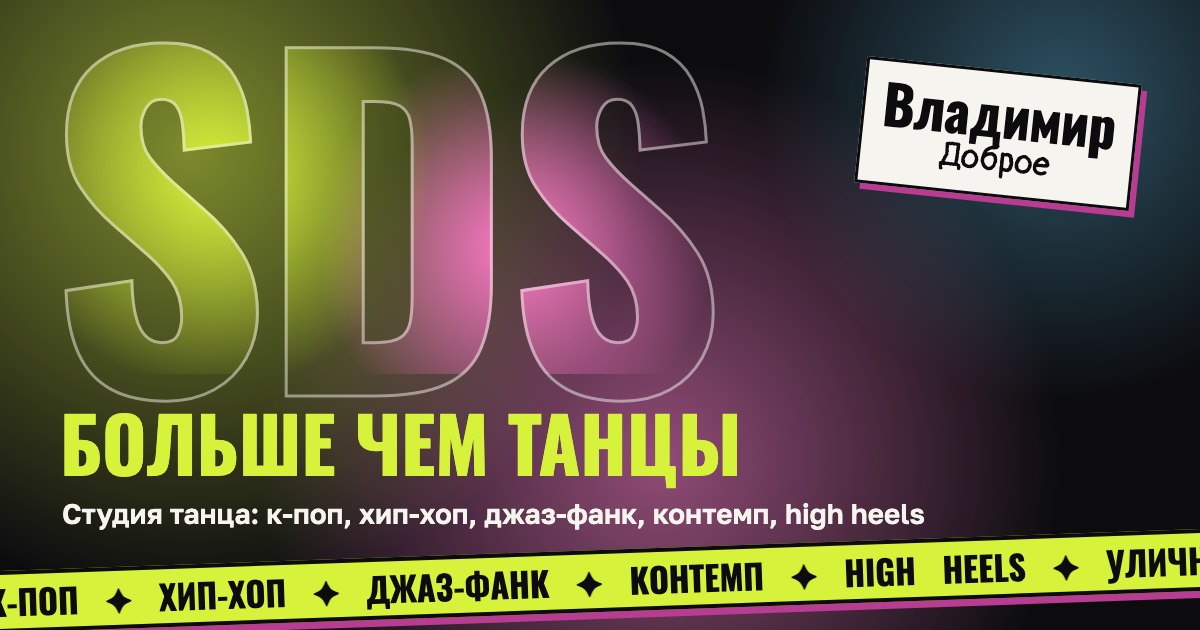 SDS
Владимир
Доброе
БОЛЬШЕ ЧЕМ ТАНЦЫ
Студия танца: к-поп, хип-хоп, джаз-фанк, контемп, high heels
К-ПОП ✦ ХИП-ХОП ✦ ДЖАЗ-ФАНК ✦ КОНТЕМП ✦ HIGH HEELS ✦